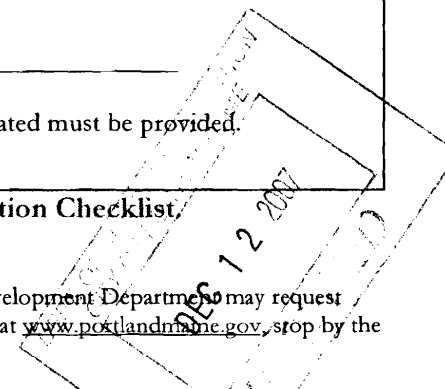 ated must be provided.
tion Checklist,
velopment Department may request
at www.portlandmaine.gov, stop by the
DEC 12 2007